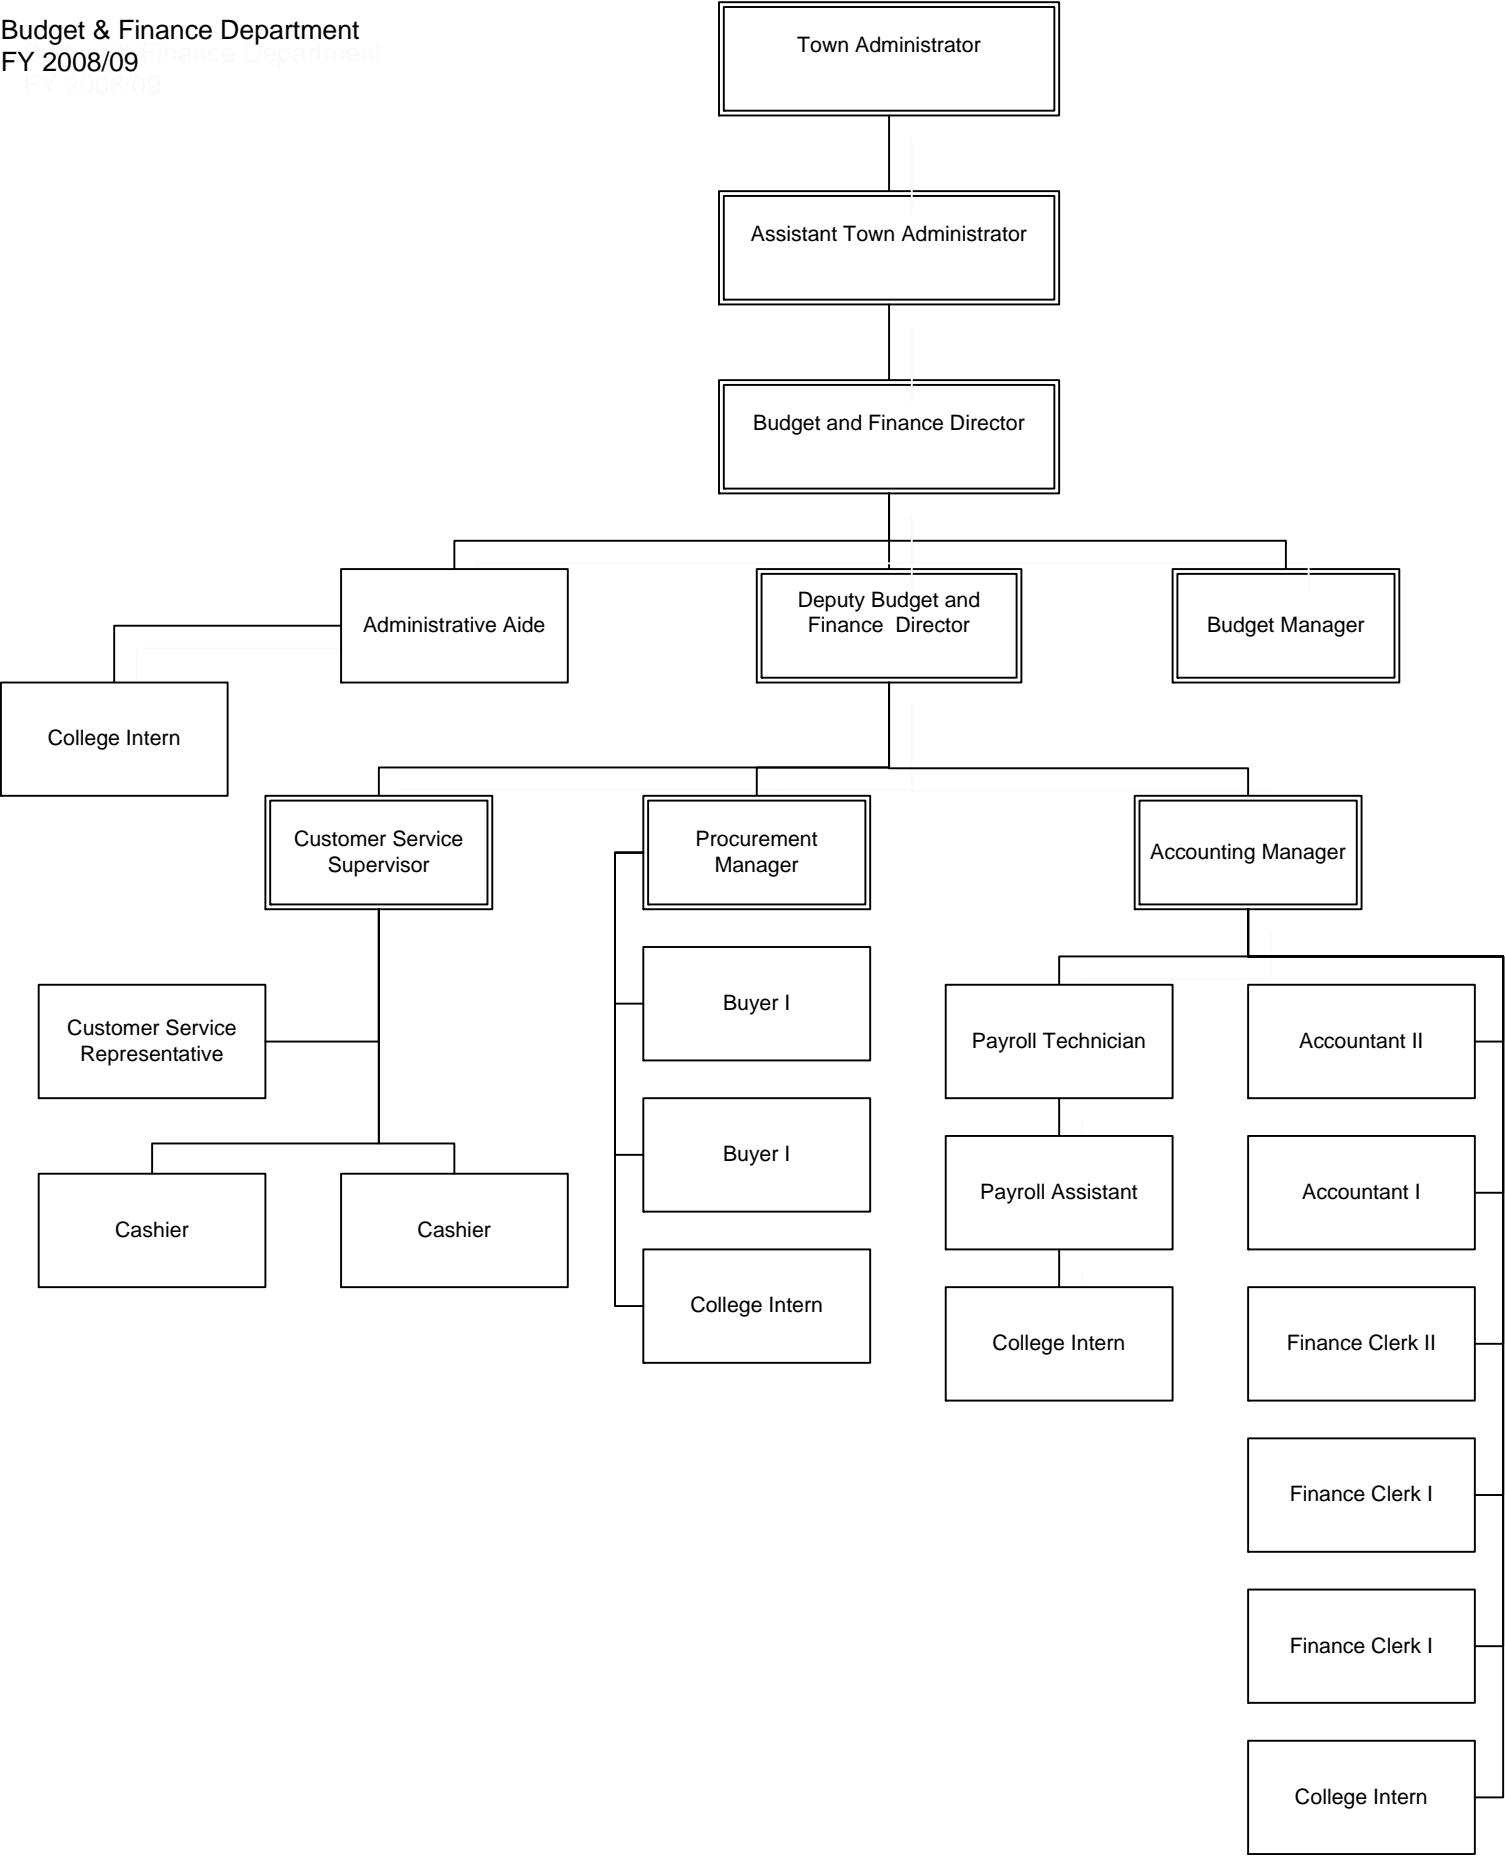 Budget & Finance Department
FY 2008/09
Town Administrator
Assistant Town Administrator
Budget and Finance Director
Administrative Aide
Deputy Budget and
Finance  Director
Budget Manager
College Intern
Customer Service
Supervisor
Procurement
Manager
Accounting Manager
Customer Service
Representative
Cashier
Cashier
Buyer I
Buyer I
College Intern
Payroll Technician
Payroll Assistant
College Intern
Accountant II
Accountant I
Finance Clerk II
Finance Clerk I
Finance Clerk I
College Intern